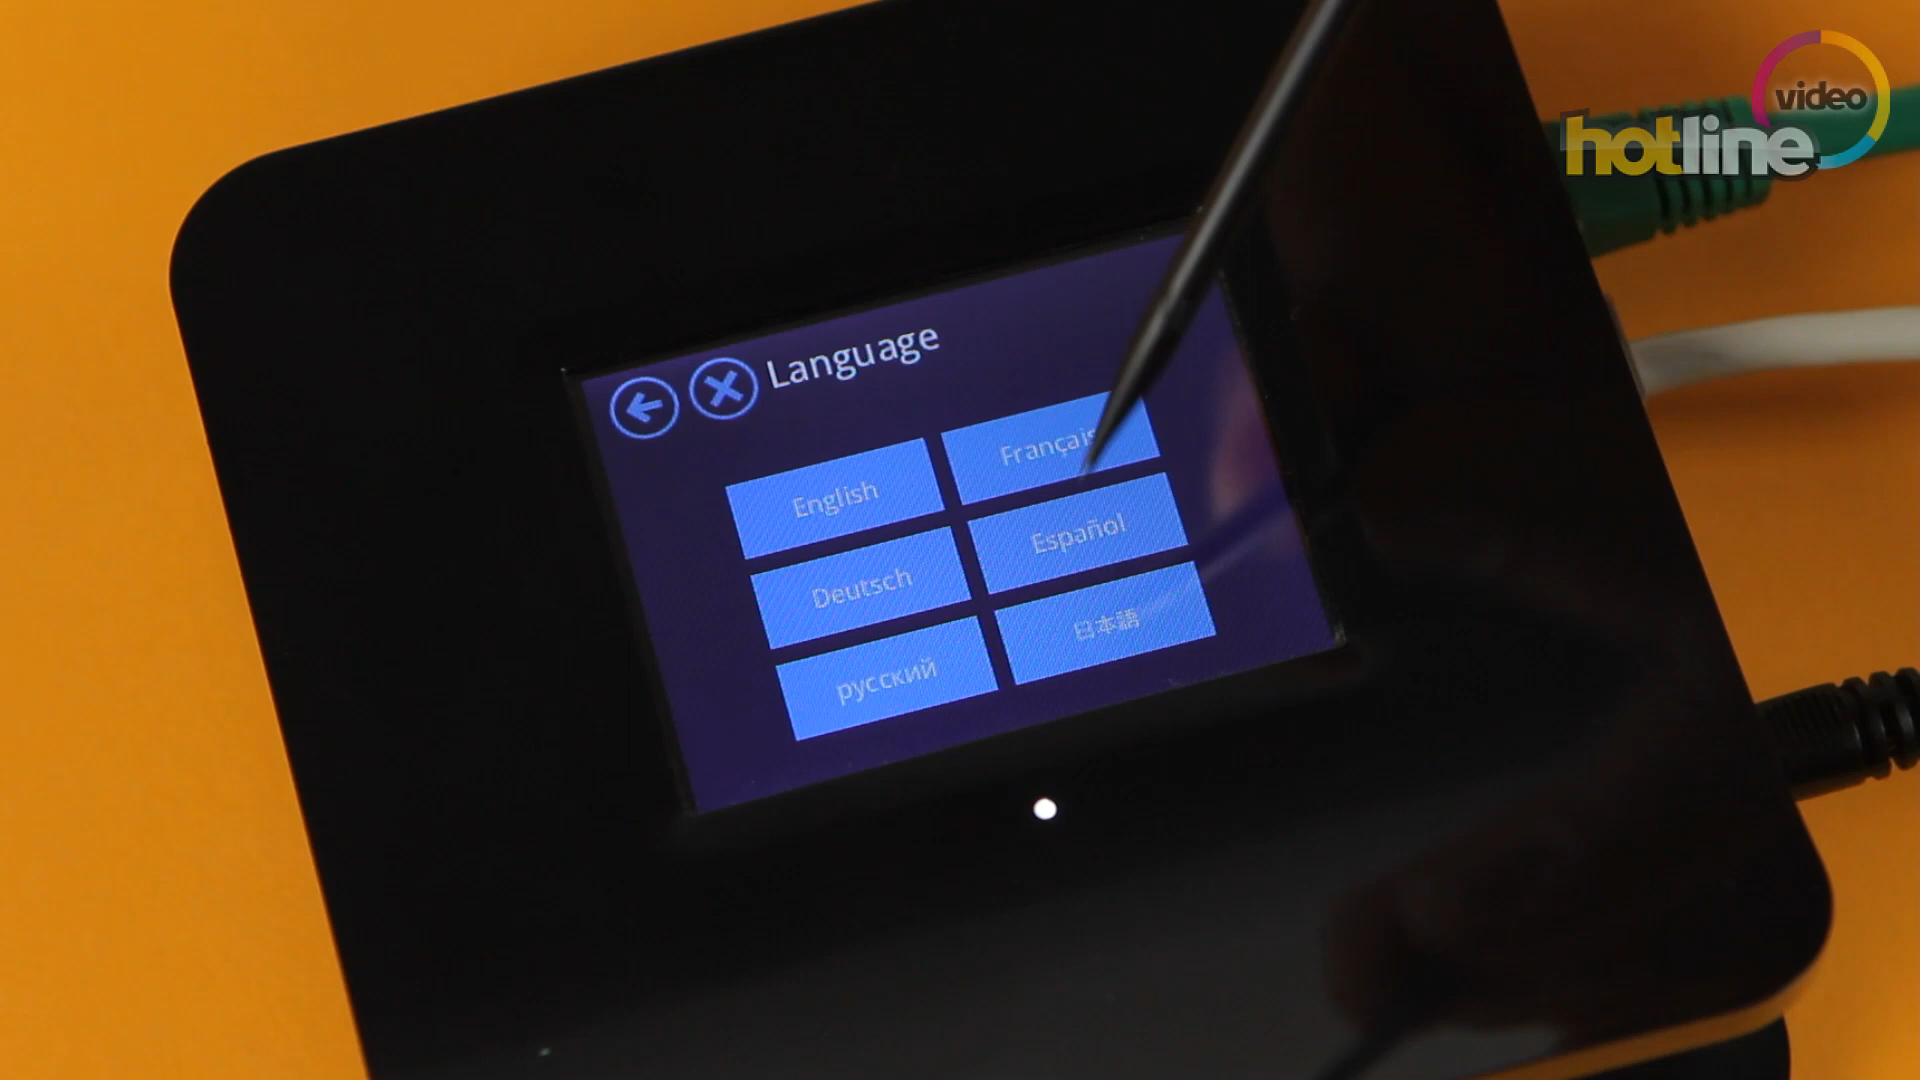 video
hotline
Language
English
Français
Deutsch
Español
русский
日本語